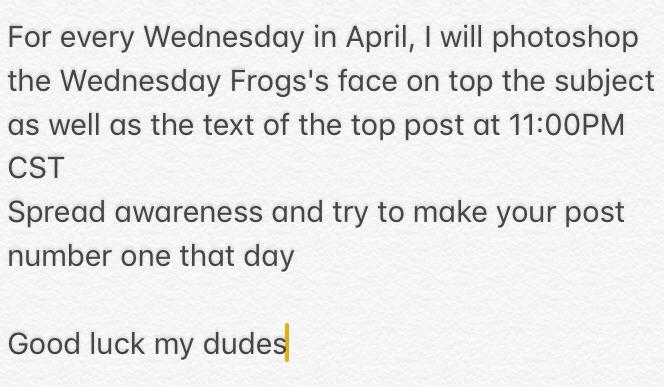 For every Wednesday in April, I will photoshop
the Wednesday Frogs's face on top the subject
as well as the text of the top post at 11:00PM
CST
Spread awareness and try to make your post
number one that day
Good luck my dudes